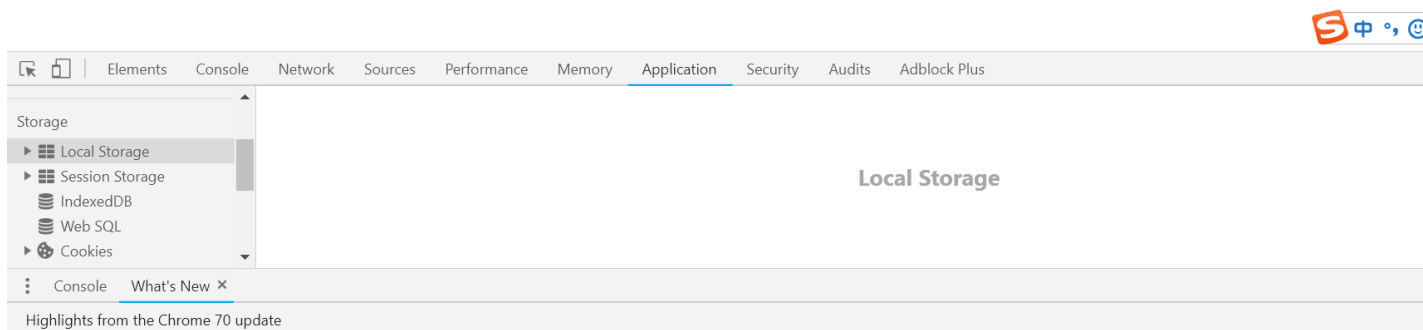 S 中 °,
Elements Console Network Sources Performance Memory Application Security Audits Adblock Plus
Storage
Local Storage
Session Storage
IndexedDB
Web SQL
Cookies
Local Storage
Console What's New ×
Highlights from the Chrome 70 update